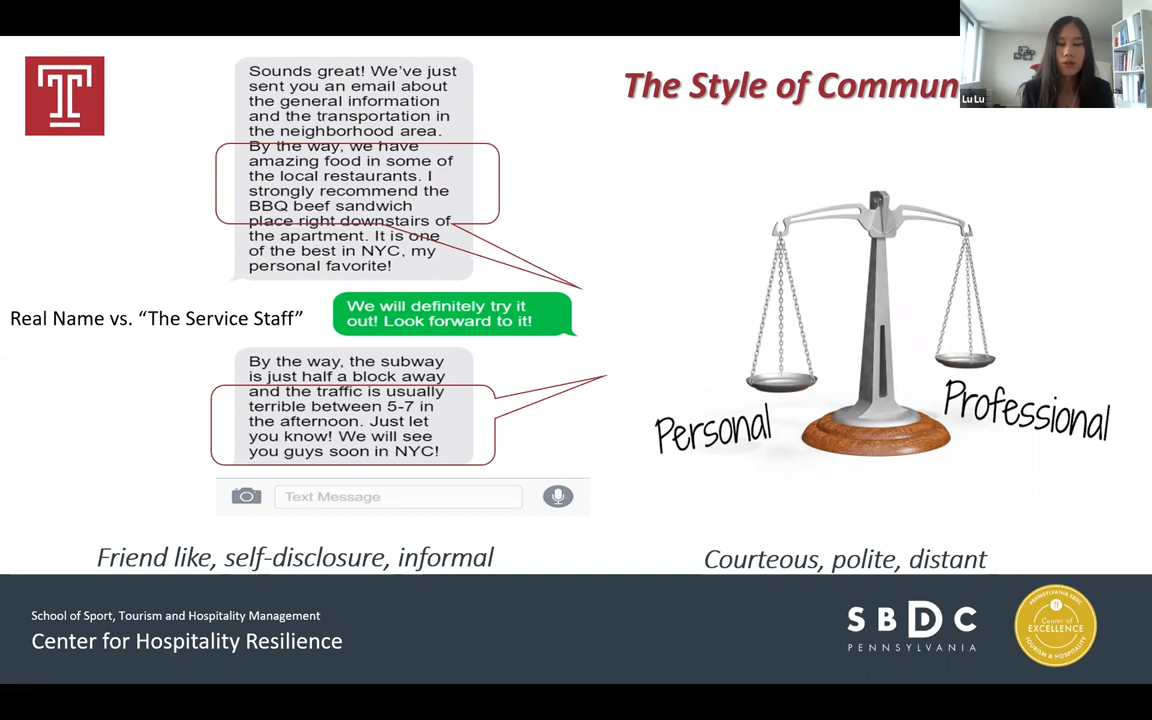 The Style of Commun
Lu Lu
Sounds great! We've just
sent you an email about
the general information
and the transportation in
the neighborhood area.
By the way, we have
amazing food in some of
the local restaurants. I
strongly recommend the
BBQ beef sandwich
place right downstairs of
the apartment. It is one
of the best in NYC, my
personal favorite!
Real Name vs. “The Service Staff”
We will definitely try it
out! Look forward to it!
By the way, the subway
is just half a block away
and the traffic is usually
terrible between 5-7 in
the afternoon. Just let
you know! We will see
you guys soon in NYC!
Text Message
Personal
Professional
Friend like, self-disclosure, informal
Courteous, polite, distant
School of Sport, Tourism and Hospitality Management
Center for Hospitality Resilience
SBDC
PENNSYLVANIA
PENNSYLVANIA SBDC
Center of
EXCELLENCE
TOURISM & HOSPITALITY